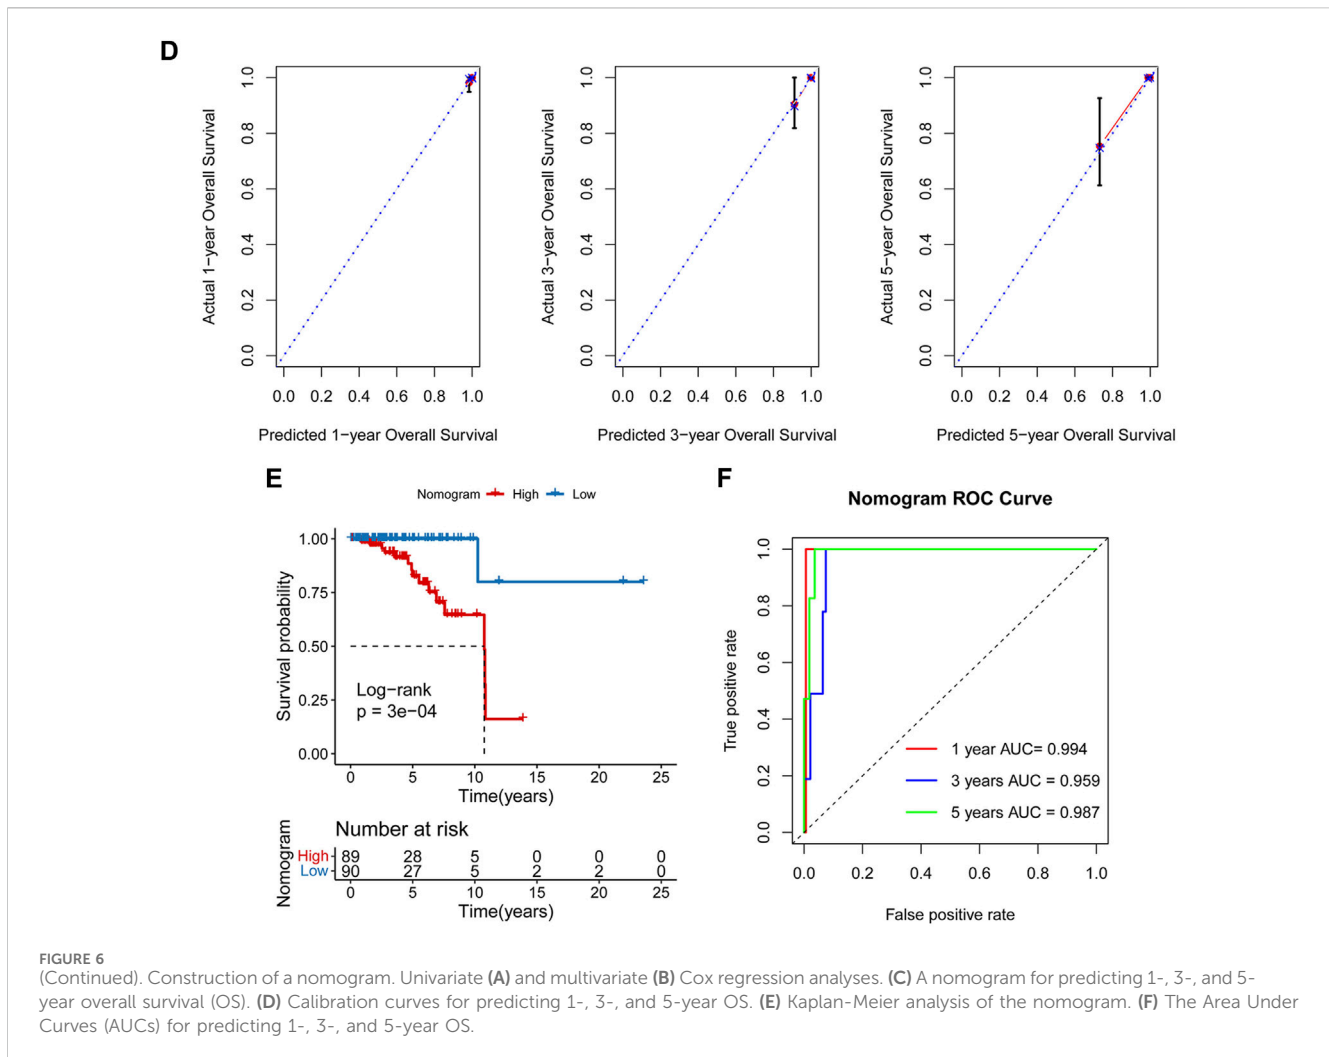 D
Actual 1−year Overall Survival
0.0 0.2 0.4 0.6 0.8 1.0
0.0 0.2 0.4 0.6 0.8 1.0
Predicted 1−year Overall Survival
Actual 3−year Overall Survival
0.0 0.2 0.4 0.6 0.8 1.0
0.0 0.2 0.4 0.6 0.8 1.0
Predicted 3−year Overall Survival
Actual 5−year Overall Survival
0.0 0.2 0.4 0.6 0.8 1.0
0.0 0.2 0.4 0.6 0.8 1.0
Predicted 5−year Overall Survival
E
Nomogram High Low
Survival probability
1.00
0.75
0.50
0.25
0.00
Log−rank
p = 3e−04
0 5 10 15 20 25
Time(years)
Number at risk
Nomogram
High 89 28 5 0 0 0
Low 90 27 5 2 2 0
0 5 10 15 20 25
Time(years)
F
Nomogram ROC Curve
True positive rate
0.0 0.2 0.4 0.6 0.8 1.0
1 year AUC= 0.994
3 years AUC = 0.959
5 years AUC = 0.987
0.0 0.2 0.4 0.6 0.8 1.0
False positive rate
FIGURE 6
(Continued). Construction of a nomogram. Univariate (A) and multivariate (B) Cox regression analyses. (C) A nomogram for predicting 1-, 3-, and 5-
year overall survival (OS). (D) Calibration curves for predicting 1-, 3-, and 5-year OS. (E) Kaplan-Meier analysis of the nomogram. (F) The Area Under
Curves (AUCs) for predicting 1-, 3-, and 5-year OS.